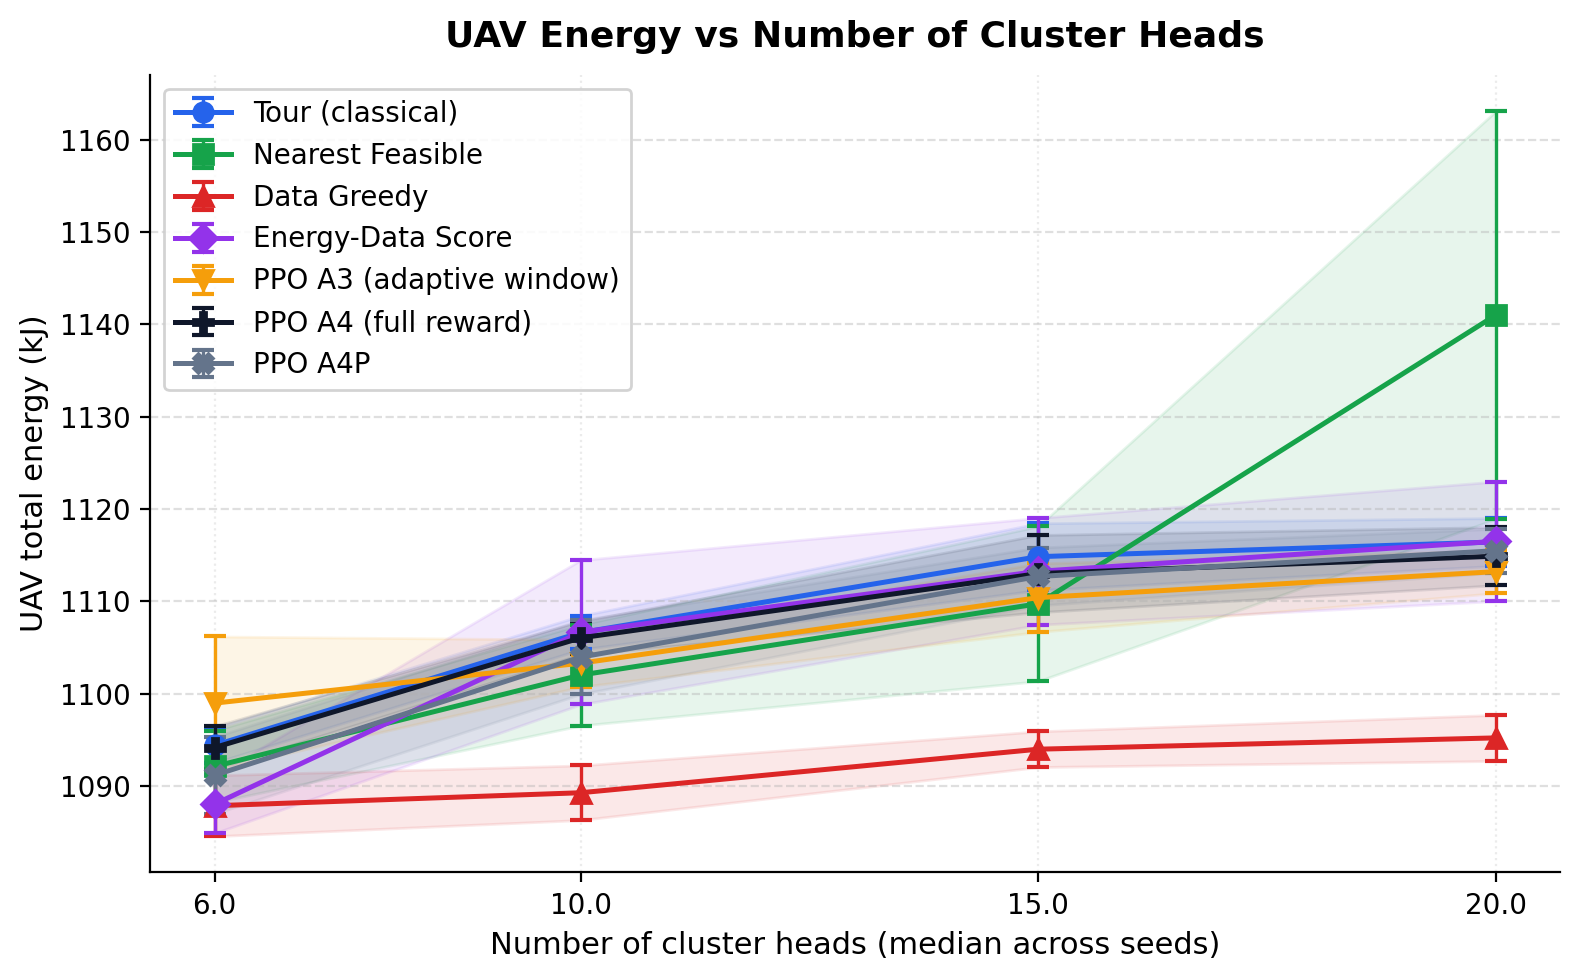 UAV Energy vs Number of Cluster Heads
Tour (classical)
Nearest Feasible
Data Greedy
Energy-Data Score
PPO A3 (adaptive window)
PPO A4 (full reward)
PPO A4P
UAV total energy (kJ)
1160
1150
1140
1130
1120
1110
1100
1090
6.0 10.0 15.0 20.0
Number of cluster heads (median across seeds)